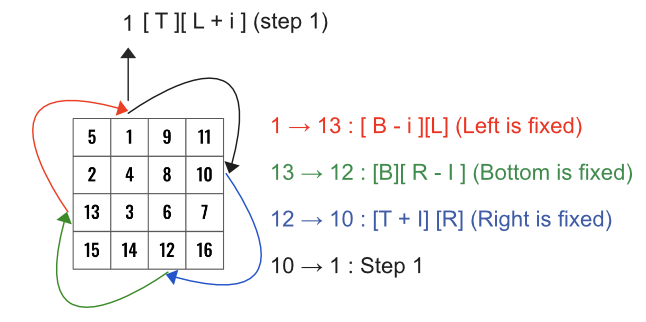 1 [ T ][ L + i ] (step 1)
5 1 9 11
2 4 8 10
13 3 6 7
15 14 12 16
1 → 13 : [ B - i ][L] (Left is fixed)
13 → 12 : [B][ R - I ] (Bottom is fixed)
12 → 10 : [T + I] [R] (Right is fixed)
10 → 1 : Step 1